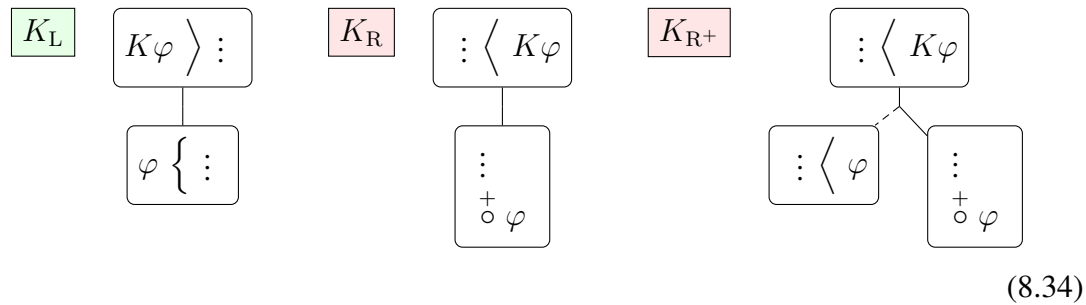 K_L Kφ ⟩ ⋮ K_R ⋮ ⟨ Kφ K_{R^+} ⋮ ⟨ Kφ
φ { ⋮ ⋮ ⋮ ⟨ φ ⋮
+ +
∘ φ ∘ φ
(8.34)